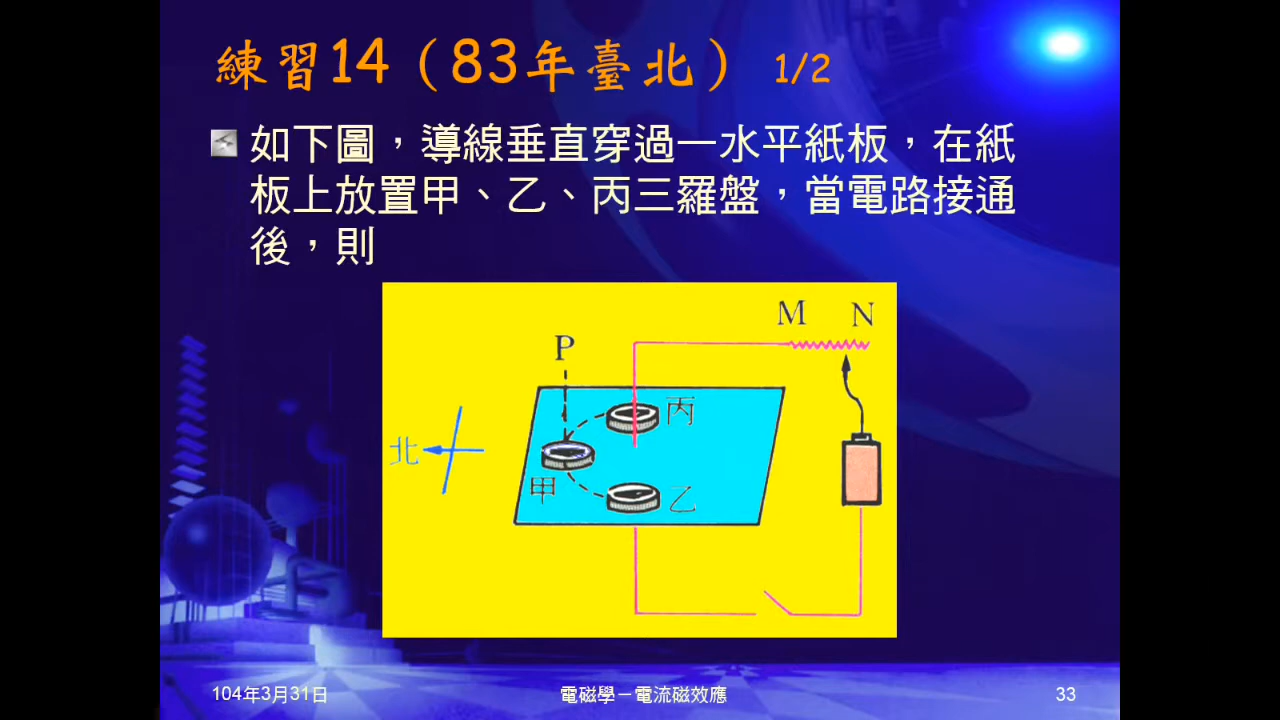 練習14（83年臺北） 1/2
如下圖，導線垂直穿過一水平紙板，在紙
板上放置甲、乙、丙三羅盤，當電路接通
後，則
M N
P
丙
北
甲
乙
104年3月31日
電磁學－電流磁效應
33